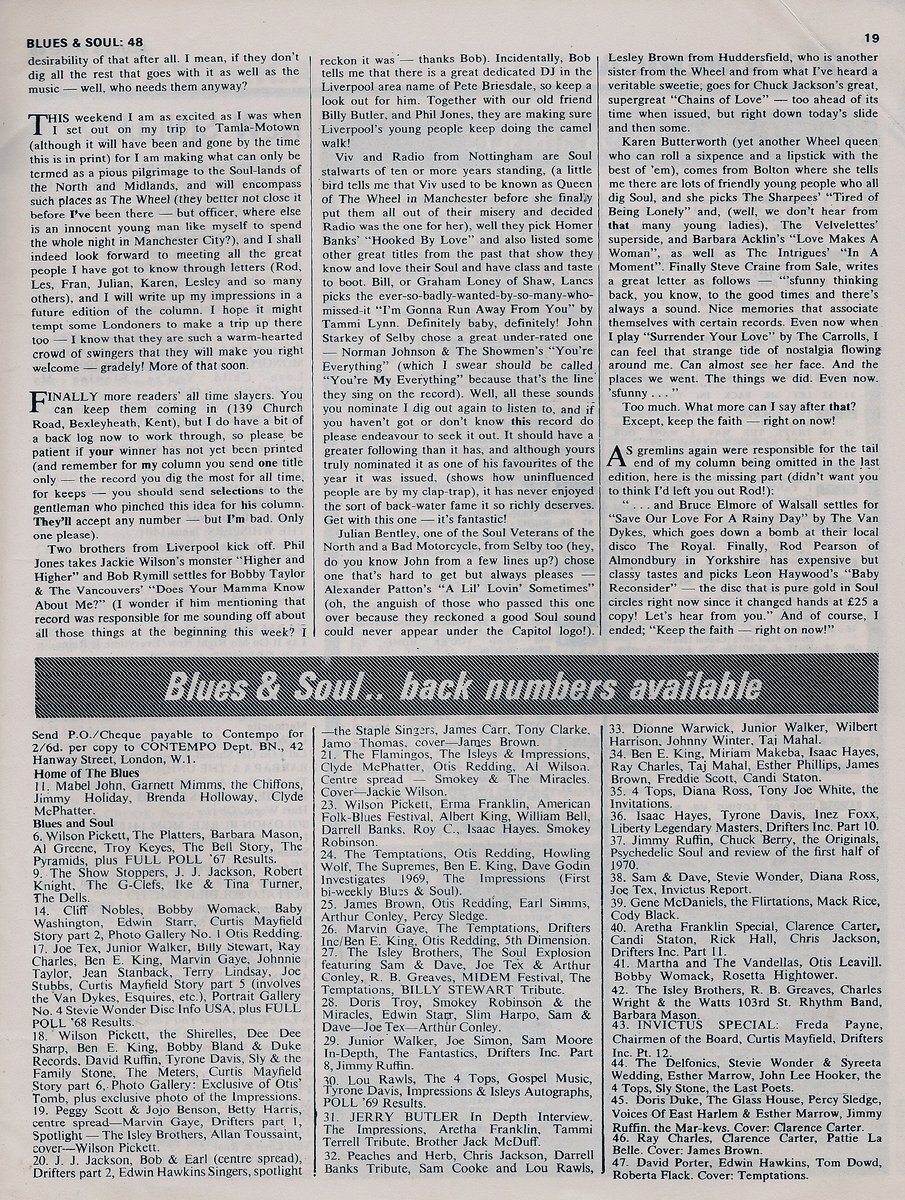 BLUES & SOUL: 48
19
desirability of that after all. I mean, if they don't
dig all the rest that goes with it as well as the
music — well, who needs them anyway?
THIS weekend I am as excited as I was when
I set out on my trip to Tamla-Motown
(although it will have been and gone by the time
this is in print) for I am making what can only be
termed as a pious pilgrimage to the Soul-lands of
the North and Midlands, and will encompass
such places as The Wheel (they better not close it
before I've been there — but officer, where else
is an innocent young man like myself to spend
the whole night in Manchester City?), and I shall
indeed look forward to meeting all the great
people I have got to know through letters (Rod,
Les, Fran, Julian, Karen, Lesley and so many
others), and I will write up my impressions in a
future edition of the column. I hope it might
tempt some Londoners to make a trip up there
too — I know that they are such a warm-hearted
crowd of swingers that they will make you right
welcome — gradely! More of that soon.
FINALLY more readers' all time slayers. You
can keep them coming in (139 Church
Road, Bexleyheath, Kent), but I do have a bit of
a back log now to work through, so please be
patient if your winner has not yet been printed
(and remember for my column you send one title
only — the record you dig the most for all time,
for keeps — you should send selections to the
gentleman who pinched this idea for his column.
They'll accept any number — but I'm bad. Only
one please).
Two brothers from Liverpool kick off. Phil
Jones takes Jackie Wilson's monster "Higher and
Higher" and Bob Rymill settles for Bobby Taylor
& The Vancouvers' "Does Your Mamma Know
About Me?" (I wonder if him mentioning that
record was responsible for me sounding off about
all those things at the beginning this week? I
reckon it was — thanks Bob). Incidentally, Bob
tells me that there is a great dedicated DJ in the
Liverpool area name of Pete Briesdale, so keep a
look out for him. Together with our old friend
Billy Butler, and Phil Jones, they are making sure
Liverpool's young people keep doing the camel
walk!
Viv and Radio from Nottingham are Soul
stalwarts of ten or more years standing, (a little
bird tells me that Viv used to be known as Queen
of The Wheel in Manchester before she finally
put them all out of their misery and decided
Radio was the one for her), well they pick Homer
Banks' "Hooked By Love" and also listed some
other great titles from the past that show they
know and love their Soul and have class and taste
to boot. Bill, or Graham Loney of Shaw, Lancs
picks the ever-so-badly-wanted-by-so-many-who-
missed-it "I'm Gonna Run Away From You" by
Tammi Lynn. Definitely baby, definitely! John
Starkey of Selby chose a great under-rated one
— Norman Johnson & The Showmen's "You're
Everything" (which I swear should be called
"You're My Everything" because that's the line
they sing on the record). Well, all these sounds
you nominate I dig out again to listen to, and if
you haven't got or don't know this record do
please endeavour to seek it out. It should have a
greater following than it has, and although yours
truly nominated it as one of his favourites of the
year it was issued, (shows how uninfluenced
people are by my clap-trap), it has never enjoyed
the sort of back-water fame it so richly deserves.
Get with this one — it's fantastic!
Julian Bentley, one of the Soul Veterans of the
North and a Bad Motorcycle, from Selby too (hey,
do you know John from a few lines up?) chose
one that's hard to get but always pleases —
Alexander Patton's "A Lil' Lovin' Sometimes"
(oh, the anguish of those who passed this one
over because they reckoned a good Soul sound
could never appear under the Capitol logo!).
Lesley Brown from Huddersfield, who is another
sister from the Wheel and from what I've heard a
veritable sweetie, goes for Chuck Jackson's great,
supergreat "Chains of Love" — too ahead of its
time when issued, but right down today's slide
and then some.
Karen Butterworth (yet another Wheel queen
who can roll a sixpence and a lipstick with the
best of 'em), comes from Bolton where she tells
me there are lots of friendly young people who all
dig Soul, and she picks The Sharpees' "Tired of
Being Lonely" and, (well, we don't hear from
that many young ladies), The Velvelettes'
superside, and Barbara Acklin's "Love Makes A
Woman", as well as The Intrigues' "In A
Moment". Finally Steve Craine from Sale, writes
a great letter as follows — "'sfunny thinking
back, you know, to the good times and there's
always a sound. Nice memories that associate
themselves with certain records. Even now when
I play "Surrender Your Love" by The Carrolls, I
can feel that strange tide of nostalgia flowing
around me. Can almost see her face. And the
places we went. The things we did. Even now.
'sfunny . . ."
Too much. What more can I say after that?
Except, keep the faith — right on now!
AS gremlins again were responsible for the tail
end of my column being omitted in the last
edition, here is the missing part (didn't want you
to think I'd left you out Rod!):
". . . and Bruce Elmore of Walsall settles for
"Save Our Love For A Rainy Day" by The Van
Dykes, which goes down a bomb at their local
disco The Royal. Finally, Rod Pearson of
Almondbury in Yorkshire has expensive but
classy tastes and picks Leon Haywood's "Baby
Reconsider" — the disc that is pure gold in Soul
circles right now since it changed hands at £25 a
copy! Let's hear from you." And of course, I
ended; "Keep the faith — right on now!"
Blues & Soul.. back numbers available
Send P.O./Cheque payable to Contempo for
2/6d. per copy to CONTEMPO Dept. BN., 42
Hanway Street, London, W.1.
Home of The Blues
11. Mabel John, Garnett Mimms, the Chiffons,
Jimmy Holiday, Brenda Holloway, Clyde
McPhatter.
Blues and Soul
6. Wilson Pickett, The Platters, Barbara Mason,
Al Greene, Troy Keyes, The Bell Story, The
Pyramids, plus FULL POLL '67 Results.
9. The Show Stoppers, J. J. Jackson, Robert
Knight, The G-Clefs, Ike & Tina Turner,
The Dells.
14. Cliff Nobles, Bobby Womack, Baby
Washington, Edwin Starr, Curtis Mayfield
Story part 2, Photo Gallery No. 1 Otis Redding.
17. Joe Tex, Junior Walker, Billy Stewart, Ray
Charles, Ben E. King, Marvin Gaye, Johnnie
Taylor, Jean Stanback, Terry Lindsay, Joe
Stubbs, Curtis Mayfield Story part 5 (involves
the Van Dykes, Esquires, etc.), Portrait Gallery
No. 4 Stevie Wonder Disc Info USA, plus FULL
POLL '68 Results.
18. Wilson Pickett, the Shirelles, Dee Dee
Sharp, Ben E. King, Bobby Bland & Duke
Records, David Ruffin, Tyrone Davis, Sly & the
Family Stone, The Meters, Curtis Mayfield
Story part 6, Photo Gallery: Exclusive of Otis'
Tomb, plus exclusive photo of the Impressions.
19. Peggy Scott & Jojo Benson, Betty Harris,
centre spread—Marvin Gaye, Drifters part 1,
Spotlight — The Isley Brothers, Allan Toussaint,
cover—Wilson Pickett.
20. J. J. Jackson, Bob & Earl (centre spread),
Drifters part 2, Edwin Hawkins Singers, spotlight
—the Staple Singers, James Carr, Tony Clarke,
Jamo Thomas, cover—James Brown.
21. The Flamingos, The Isleys & Impressions,
Clyde McPhatter, Otis Redding, Al Wilson.
Centre spread — Smokey & The Miracles.
Cover—Jackie Wilson.
23. Wilson Pickett, Erma Franklin, American
Folk-Blues Festival, Albert King, William Bell,
Darrell Banks, Roy C., Isaac Hayes. Smokey
Robinson.
24. The Temptations, Otis Redding, Howling
Wolf, The Supremes, Ben E. King, Dave Godin
Investigates 1969, The Impressions (First
bi-weekly Blues & Soul).
25. James Brown, Otis Redding, Earl Simms,
Arthur Conley, Percy Sledge.
26. Marvin Gaye, The Temptations, Drifters
Inc/Ben E. King, Otis Redding, 5th Dimension.
27. The Isley Brothers, The Soul Explosion
featuring Sam & Dave, Joe Tex & Arthur
Conley, R. B. Greaves, MIDEM Festival, The
Temptations, BILLY STEWART Tribute.
28. Doris Troy, Smokey Robinson & the
Miracles, Edwin Starr, Slim Harpo, Sam &
Dave—Joe Tex—Arthur Conley.
29. Junior Walker, Joe Simon, Sam Moore
In-Depth, The Fantastics, Drifters Inc. Part
8, Jimmy Ruffin.
30. Lou Rawls, The 4 Tops, Gospel Music,
Tyrone Davis, Impressions & Isleys Autographs,
POLL '69 Results.
31. JERRY BUTLER In Depth Interview.
The Impressions, Aretha Franklin, Tammi
Terrell Tribute, Brother Jack McDuff.
32. Peaches and Herb, Chris Jackson, Darrell
Banks Tribute, Sam Cooke and Lou Rawls,
33. Dionne Warwick, Junior Walker, Wilbert
Harrison, Johnny Winter, Taj Mahal.
34. Ben E. King, Miriam Makeba, Isaac Hayes,
Ray Charles, Taj Mahal, Esther Phillips, James
Brown, Freddie Scott, Candi Staton.
35. 4 Tops, Diana Ross, Tony Joe White, the
Invitations.
36. Isaac Hayes, Tyrone Davis, Inez Foxx,
Liberty Legendary Masters, Drifters Inc. Part 10.
37. Jimmy Ruffin, Chuck Berry, the Originals,
Psychedelic Soul and review of the first half of
1970.
38. Sam & Dave, Stevie Wonder, Diana Ross,
Joe Tex, Invictus Report.
39. Gene McDaniels, the Flirtations, Mack Rice,
Cody Black.
40. Aretha Franklin Special, Clarence Carter,
Candi Staton, Rick Hall, Chris Jackson,
Drifters Inc. Part 11.
41. Martha and The Vandellas, Otis Leavill.
Bobby Womack, Rosetta Hightower.
42. The Isley Brothers, R. B. Greaves, Charles
Wright & the Watts 103rd St. Rhythm Band,
Barbara Mason.
43. INVICTUS SPECIAL: Freda Payne,
Chairmen of the Board, Curtis Mayfield, Drifters
Inc. Pt. 12.
44. The Delfonics, Stevie Wonder & Syreeta
Wedding, Esther Marrow, John Lee Hooker, the
4 Tops, Sly Stone, the Last Poets.
45. Doris Duke, The Glass House, Percy Sledge,
Voices Of East Harlem & Esther Marrow, Jimmy
Ruffin, the Mar-keys. Cover: Clarence Carter.
46. Ray Charles, Clarence Carter, Pattie La
Belle. Cover: James Brown.
47. David Porter, Edwin Hawkins, Tom Dowd,
Roberta Flack. Cover: Temptations.